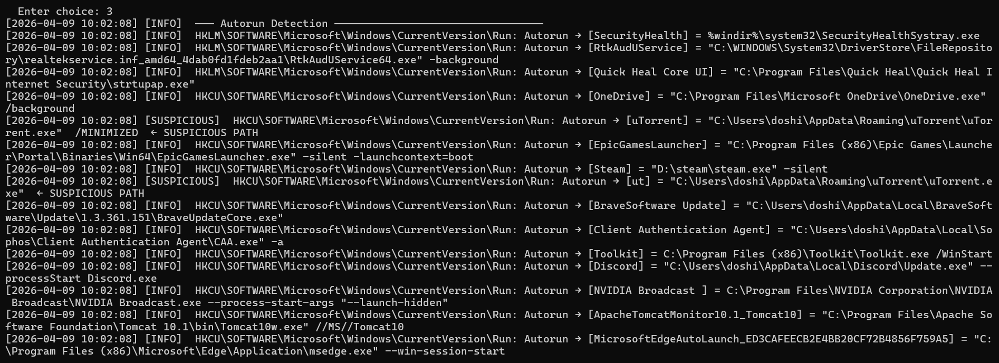 Enter choice: 3
[2026-04-09 10:02:08] [INFO]  ─── Autorun Detection ─────────────────────────────────
[2026-04-09 10:02:08] [INFO]  HKLM\SOFTWARE\Microsoft\Windows\CurrentVersion\Run: Autorun → [SecurityHealth] = %windir%\system32\SecurityHealthSystray.exe
[2026-04-09 10:02:08] [INFO]  HKLM\SOFTWARE\Microsoft\Windows\CurrentVersion\Run: Autorun → [RtkAudUService] = "C:\WINDOWS\System32\DriverStore\FileReposito
ry\realtekservice.inf_amd64_4dab0fd1fdeb2aa1\RtkAudUService64.exe" -background
[2026-04-09 10:02:08] [INFO]  HKLM\SOFTWARE\Microsoft\Windows\CurrentVersion\Run: Autorun → [Quick Heal Core UI] = "C:\Program Files\Quick Heal\Quick Heal I
nternet Security\strtupap.exe"
[2026-04-09 10:02:08] [INFO]  HKCU\SOFTWARE\Microsoft\Windows\CurrentVersion\Run: Autorun → [OneDrive] = "C:\Program Files\Microsoft OneDrive\OneDrive.exe"
/background
[2026-04-09 10:02:08] [SUSPICIOUS]  HKCU\SOFTWARE\Microsoft\Windows\CurrentVersion\Run: Autorun → [uTorrent] = "C:\Users\doshi\AppData\Roaming\uTorrent\uTor
rent.exe"  /MINIMIZED  ← SUSPICIOUS PATH
[2026-04-09 10:02:08] [INFO]  HKCU\SOFTWARE\Microsoft\Windows\CurrentVersion\Run: Autorun → [EpicGamesLauncher] = "C:\Program Files (x86)\Epic Games\Launche
r\Portal\Binaries\Win64\EpicGamesLauncher.exe" -silent -launchcontext=boot
[2026-04-09 10:02:08] [INFO]  HKCU\SOFTWARE\Microsoft\Windows\CurrentVersion\Run: Autorun → [Steam] = "D:\steam\steam.exe" -silent
[2026-04-09 10:02:08] [SUSPICIOUS]  HKCU\SOFTWARE\Microsoft\Windows\CurrentVersion\Run: Autorun → [ut] = "C:\Users\doshi\AppData\Roaming\uTorrent\uTorrent.e
xe"  ← SUSPICIOUS PATH
[2026-04-09 10:02:08] [INFO]  HKCU\SOFTWARE\Microsoft\Windows\CurrentVersion\Run: Autorun → [BraveSoftware Update] = "C:\Users\doshi\AppData\Local\BraveSoft
ware\Update\1.3.361.151\BraveUpdateCore.exe"
[2026-04-09 10:02:08] [INFO]  HKCU\SOFTWARE\Microsoft\Windows\CurrentVersion\Run: Autorun → [Client Authentication Agent] = "C:\Users\doshi\AppData\Local\So
phos\Client Authentication Agent\CAA.exe" -a
[2026-04-09 10:02:08] [INFO]  HKCU\SOFTWARE\Microsoft\Windows\CurrentVersion\Run: Autorun → [Toolkit] = C:\Program Files (x86)\Toolkit\Toolkit.exe /WinStart
[2026-04-09 10:02:08] [INFO]  HKCU\SOFTWARE\Microsoft\Windows\CurrentVersion\Run: Autorun → [Discord] = "C:\Users\doshi\AppData\Local\Discord\Update.exe" --
processStart Discord.exe
[2026-04-09 10:02:08] [INFO]  HKCU\SOFTWARE\Microsoft\Windows\CurrentVersion\Run: Autorun → [NVIDIA Broadcast ] = C:\Program Files\NVIDIA Corporation\NVIDIA
 Broadcast\NVIDIA Broadcast.exe --process-start-args "--launch-hidden"
[2026-04-09 10:02:08] [INFO]  HKCU\SOFTWARE\Microsoft\Windows\CurrentVersion\Run: Autorun → [ApacheTomcatMonitor10.1_Tomcat10] = "C:\Program Files\Apache So
ftware Foundation\Tomcat 10.1\bin\Tomcat10w.exe" //MS//Tomcat10
[2026-04-09 10:02:08] [INFO]  HKCU\SOFTWARE\Microsoft\Windows\CurrentVersion\Run: Autorun → [MicrosoftEdgeAutoLaunch_ED3CAFEECB2E4BB20CF72B4856F759A5] = "C:
\Program Files (x86)\Microsoft\Edge\Application\msedge.exe" --win-session-start